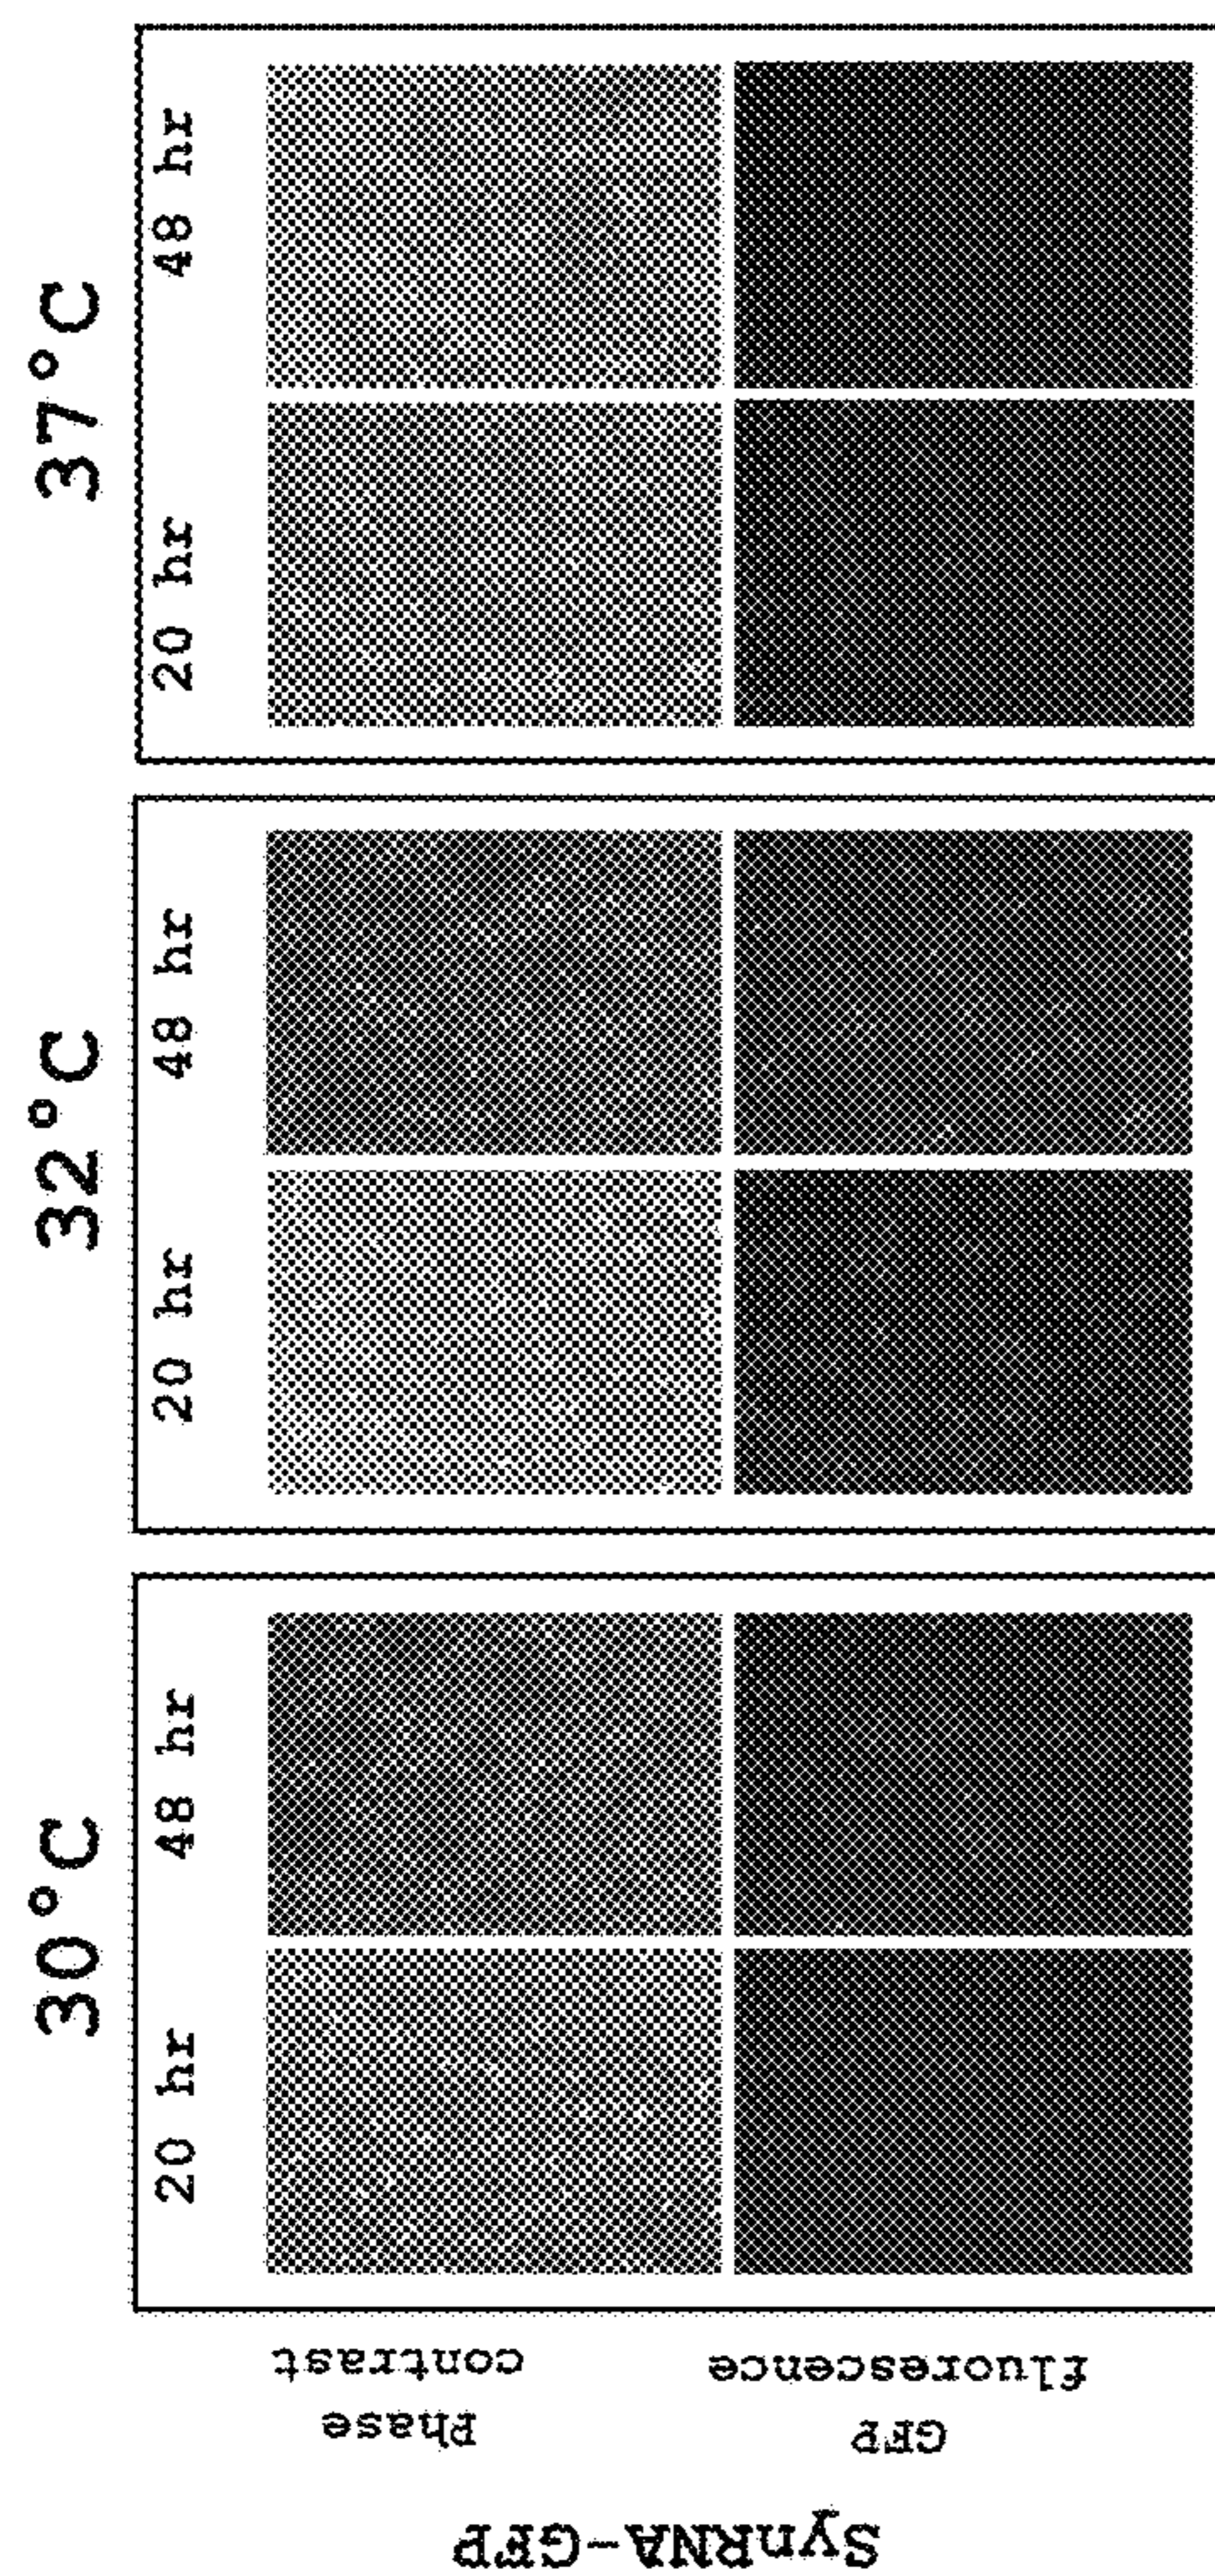 30°C
32°C
37°C
20 hr
48 hr
20 hr
48 hr
20 hr
48 hr
Phase
contrast
GFP
fluorescence
SynRNA-GFP